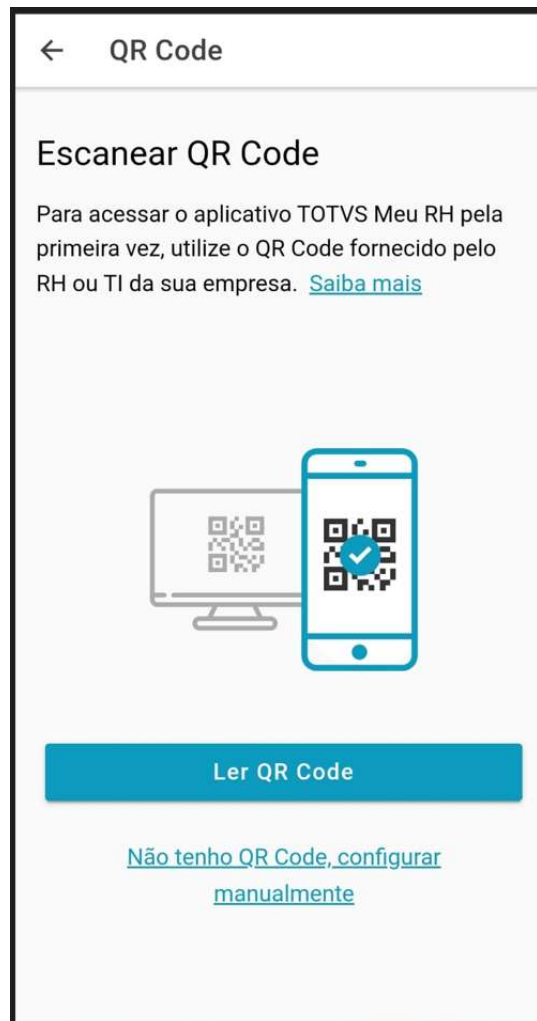 QR Code
Escanear QR Code
Para acessar o aplicativo TOTVS Meu RH pela
primeira vez, utilize o QR Code fornecido pelo
RH ou TI da sua empresa. Saiba mais
Ler QR Code
Não tenho QR Code, configurar
manualmente